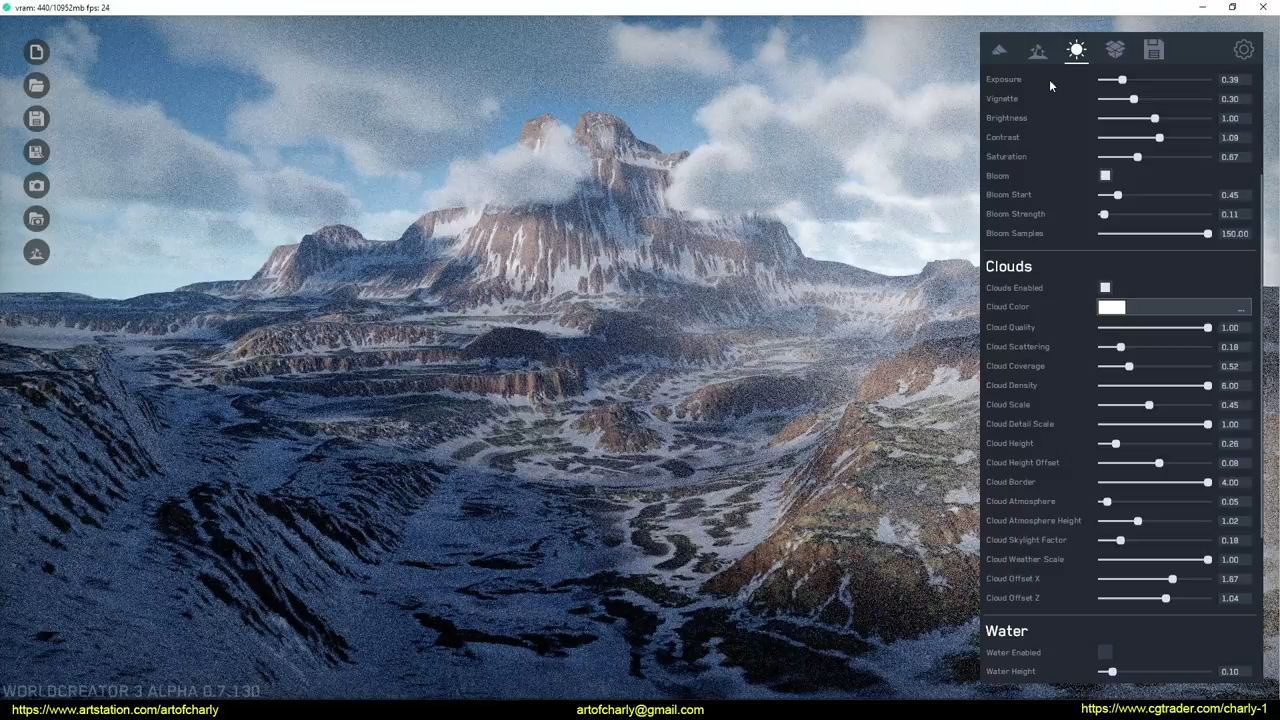 vram: 440/10952mb fps: 24
Exposure 0.39
Vignette 0.30
Brightness 1.00
Contrast 1.09
Saturation 0.67
Bloom
Bloom Start 0.45
Bloom Strength 0.11
Bloom Samples 150.00
Clouds
Clouds Enabled
Cloud Color ...
Cloud Quality 1.00
Cloud Scattering 0.18
Cloud Coverage 0.52
Cloud Density 6.00
Cloud Scale 0.45
Cloud Detail Scale 1.00
Cloud Height 0.26
Cloud Height Offset 0.08
Cloud Border 4.00
Cloud Atmosphere 0.05
Cloud Atmosphere Height 1.02
Cloud Skylight Factor 0.18
Cloud Weather Scale 1.00
Cloud Offset X 1.67
Cloud Offset Z 1.04
Water
Water Enabled
Water Height 0.10
WORLDCREATOR 3 ALPHA 0.7.130
https://www.artstation.com/artofcharly artofcharly@gmail.com https://www.cgtrader.com/charly-1